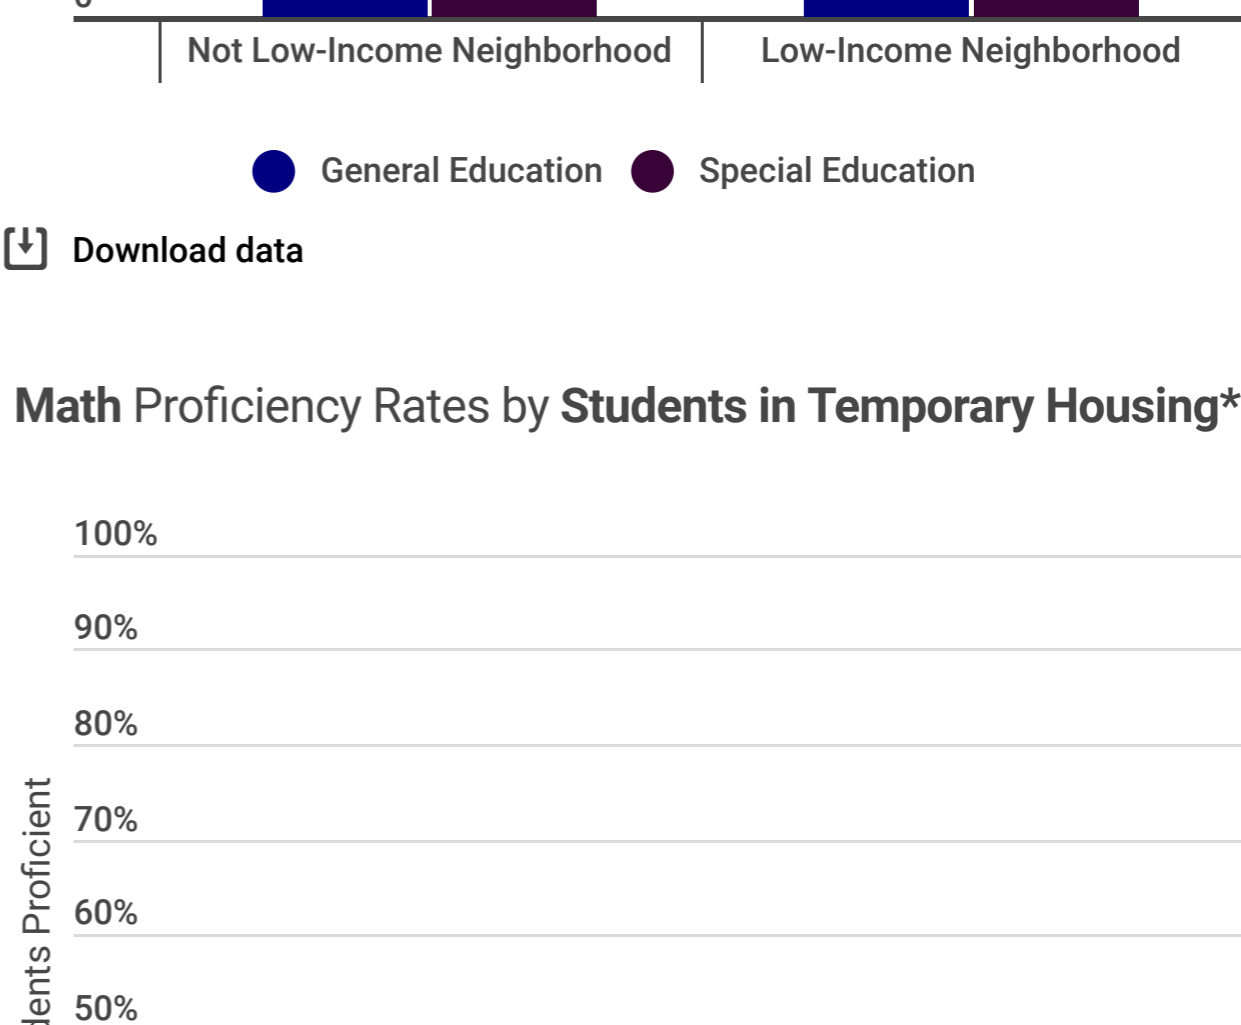 Not Low-Income Neighborhood Low-Income Neighborhood
General Education Special Education
Download data
Math Proficiency Rates by Students in Temporary Housing*
100%
90%
80%
70%
60%
50%
Proficient